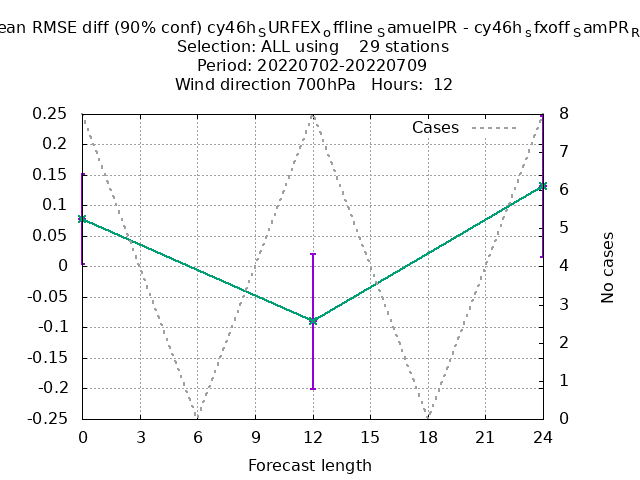 ean RMSE diff (90% conf) cy46hSURFEXoffline SamuelPR - cy46hsfxoffSamPRR
Selection: ALL using 29 stations
Period: 20220702-20220709
Wind direction 700hPa Hours: 12
Cases
0.25
0.2
0.15
0.1
0.05
0
-0.05
-0.1
-0.15
-0.2
-0.25
8
7
6
5
4
3
2
1
0
No cases
0 3 6 9 12 15 18 21 24
Forecast length